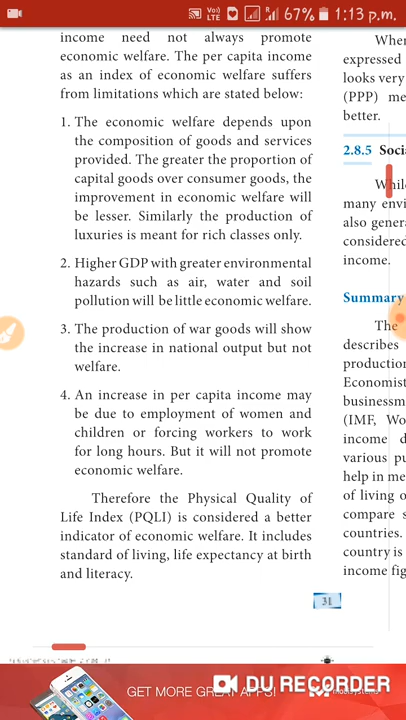 Voi) LTE R 67% 1:13 p.m.
income need not always promote
economic welfare. The per capita income
as an index of economic welfare suffers
from limitations which are stated below:
1. The economic welfare depends upon
the composition of goods and services
provided. The greater the proportion of
capital goods over consumer goods, the
improvement in economic welfare will
be lesser. Similarly the production of
luxuries is meant for rich classes only.
2. Higher GDP with greater environmental
hazards such as air, water and soil
pollution will be little economic welfare.
3. The production of war goods will show
the increase in national output but not
welfare.
4. An increase in per capita income may
be due to employment of women and
children or forcing workers to work
for long hours. But it will not promote
economic welfare.
Therefore the Physical Quality of
Life Index (PQLI) is considered a better
indicator of economic welfare. It includes
standard of living, life expectancy at birth
and literacy.
31
When
expressed
looks very
(PPP) me
better.
2.8.5 Socia
While
many envi
also genera
considered
income.
Summary
The
describes
production
Economist
businessm
(IMF, Wo
income d
various pu
help in me
of living o
compare s
countries.
country is
income fig
GET MORE GREAT APPS!
DU RECORDER